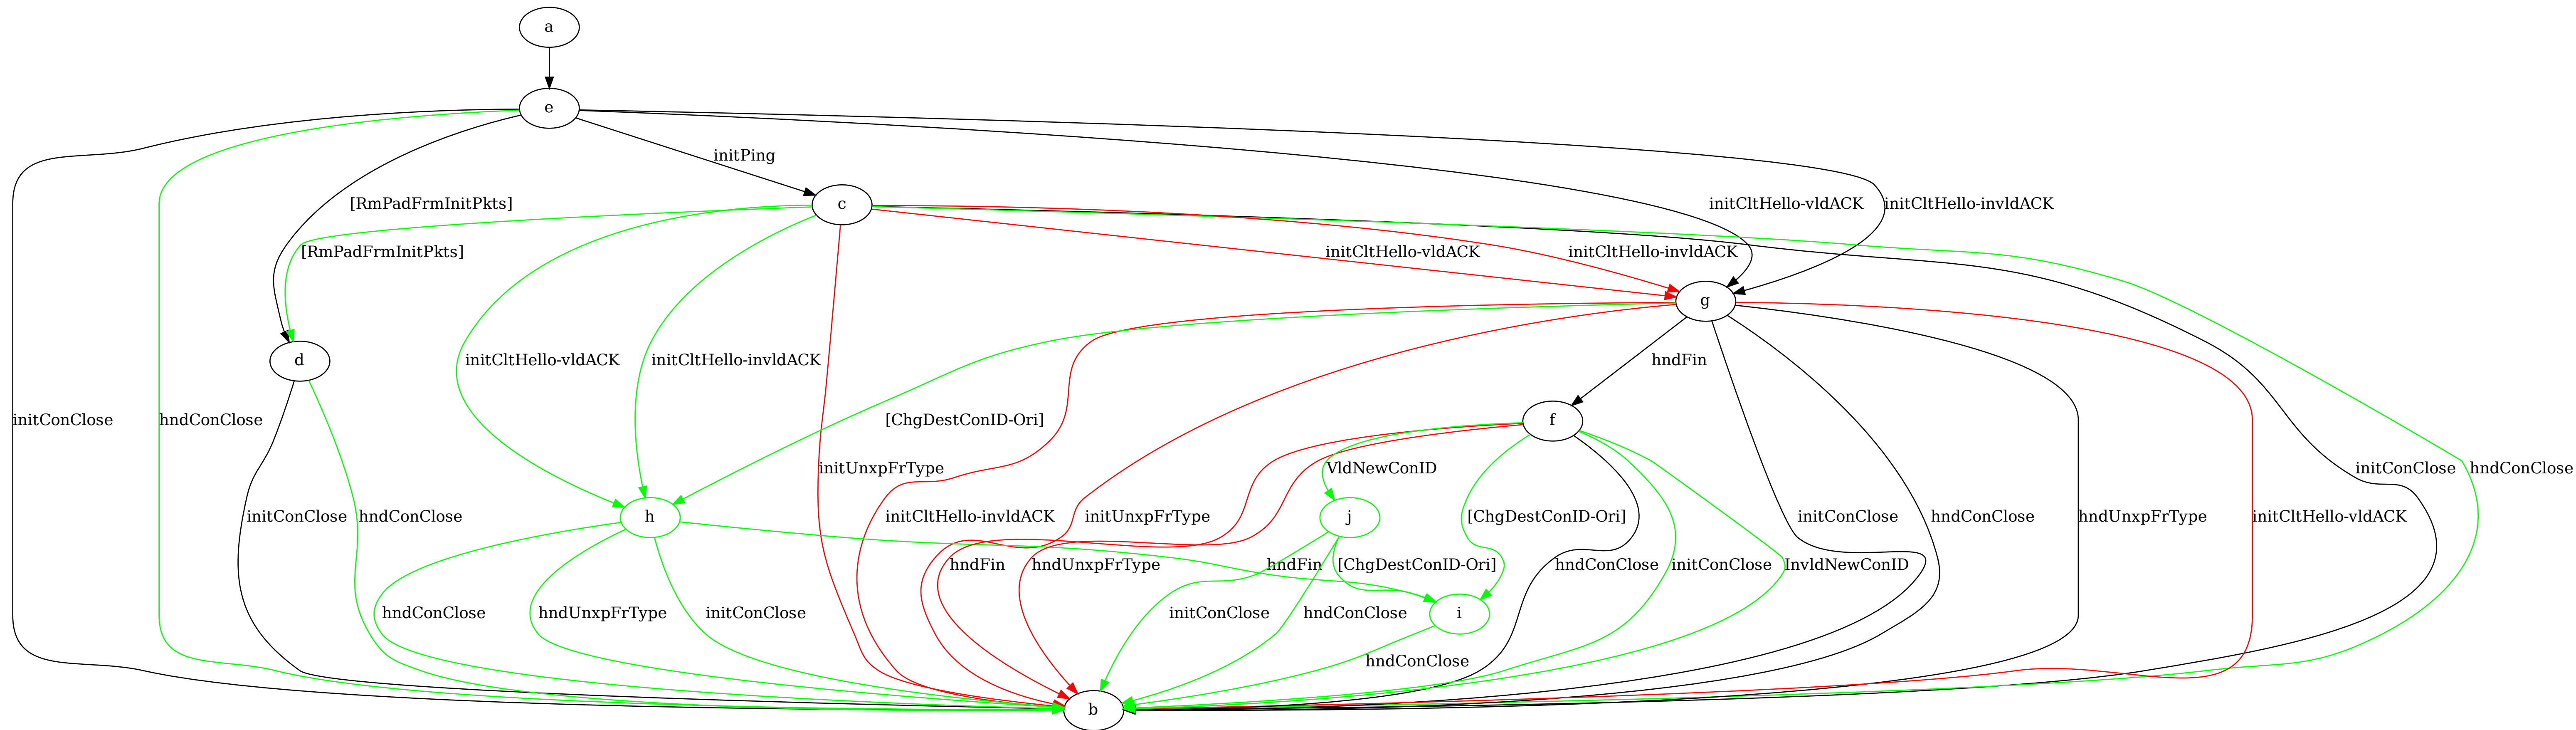 a
e
initPing
[RmPadFrmInitPkts]
c
initCltHello-vldACK
initCltHello-invldACK
[RmPadFrmInitPkts]
initCltHello-vldACK
initCltHello-invldACK
g
d
initCltHello-vldACK
initCltHello-invldACK
hndFin
initConClose
hndConClose
[ChgDestConID-Ori]
f
initUnxpFrType
VldNewConID
initConClose
hndConClose
initConClose
hndConClose
h
initCltHello-invldACK
initUnxpFrType
j
[ChgDestConID-Ori]
initConClose
hndConClose
hndUnxpFrType
initCltHello-vldACK
hndFin
hndUnxpFrType
hndFin
[ChgDestConID-Ori]
hndConClose
initConClose
InvldNewConID
hndConClose
hndUnxpFrType
initConClose
initConClose
hndConClose
i
hndConClose
b